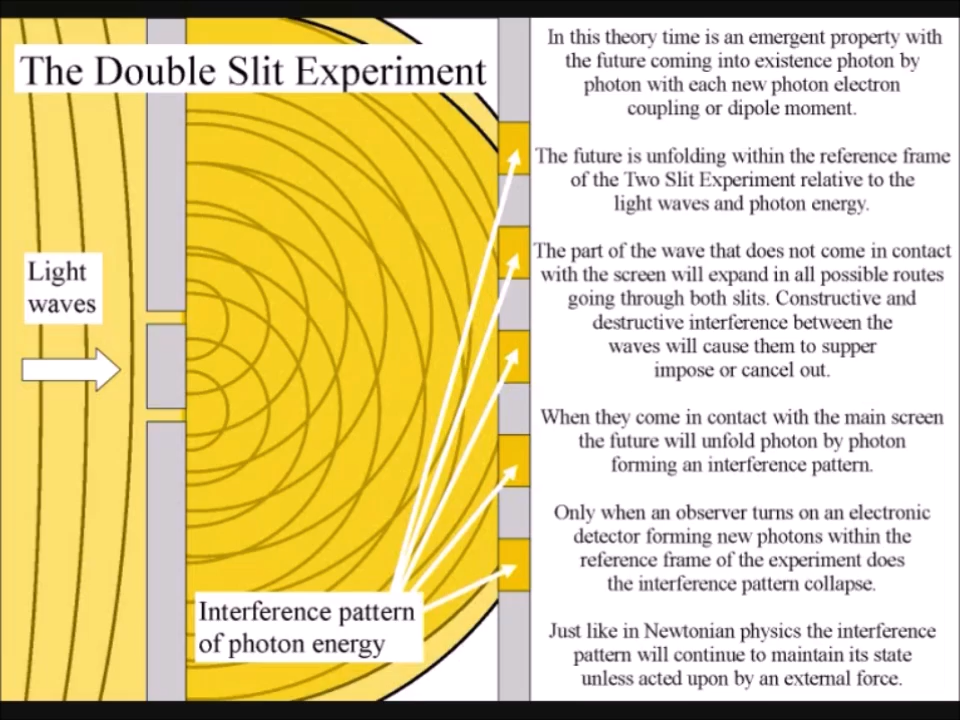 The Double Slit Experiment
Light
waves
Interference pattern
of photon energy
In this theory time is an emergent property with
the future coming into existence photon by
photon with each new photon electron
coupling or dipole moment.
The future is unfolding within the reference frame
of the Two Slit Experiment relative to the
light waves and photon energy.
The part of the wave that does not come in contact
with the screen will expand in all possible routes
going through both slits. Constructive and
destructive interference between the
waves will cause them to supper
impose or cancel out.
When they come in contact with the main screen
the future will unfold photon by photon
forming an interference pattern.
Only when an observer turns on an electronic
detector forming new photons within the
reference frame of the experiment does
the interference pattern collapse.
Just like in Newtonian physics the interference
pattern will continue to maintain its state
unless acted upon by an external force.